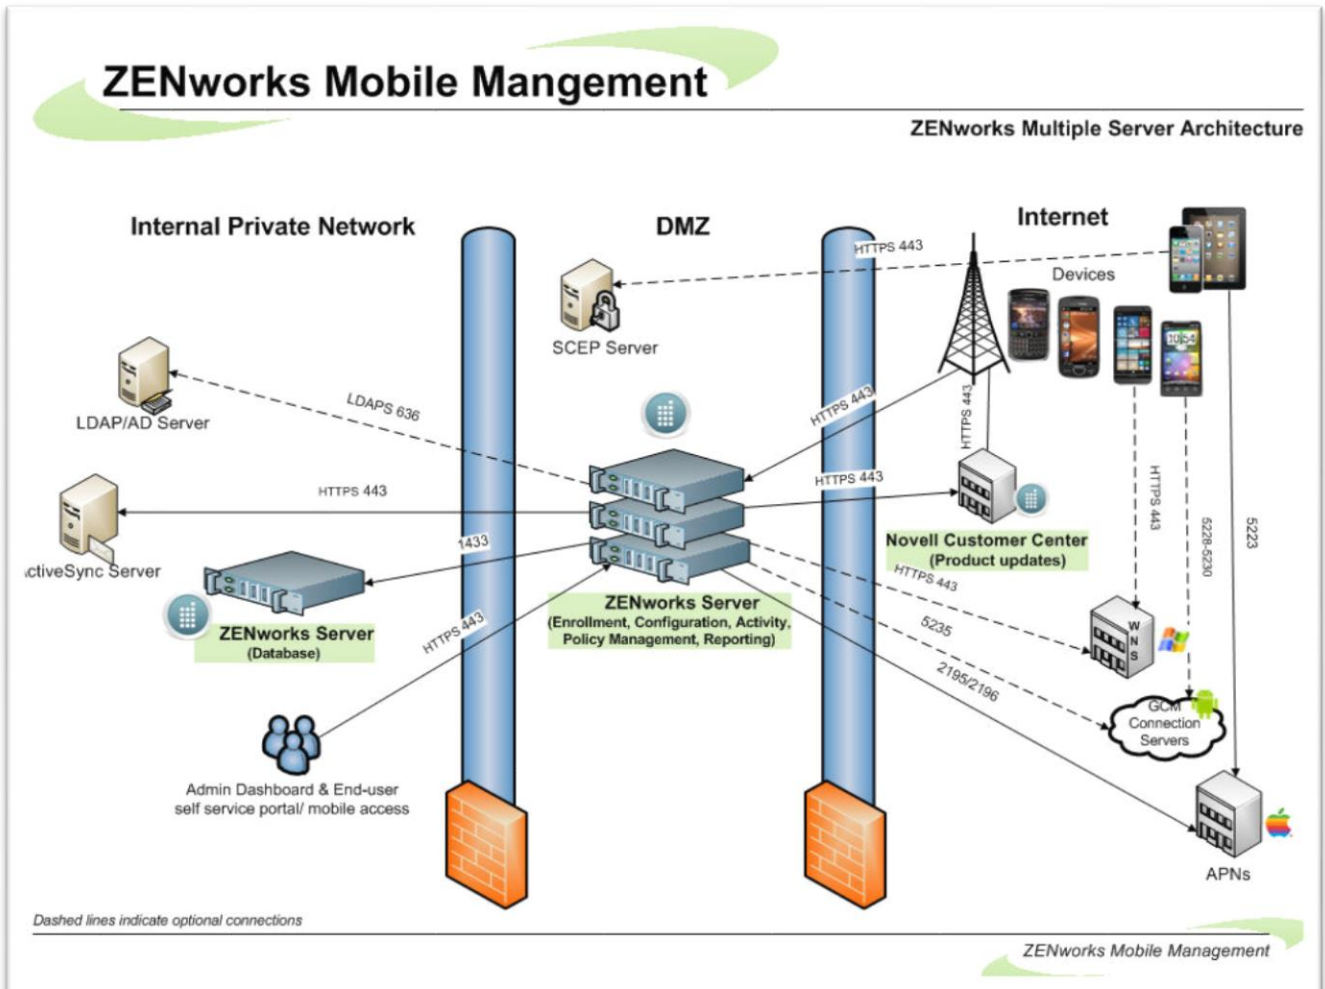 ZENworks Mobile Mangement
ZENworks Multiple Server Architecture
Internal Private Network
DMZ
Internet
HTTPS 443
Devices
10:54
SCEP Server
LDAPS 636
LDAP/AD Server
HTTPS 443
HTTPS 443
HTTPS 443
HTTPS 443
HTTPS 443
5228-5230
5223
1433
ctiveSync Server
Novell Customer Center
(Product updates)
HTTPS 443
ZENworks Server
(Database)
HTTPS 443
ZENworks Server
(Enrollment, Configuration, Activity,
Policy Management, Reporting)
5235
2195/2196
W
N
S
GCM
Connection
Servers
Admin Dashboard & End-user
self service portal/ mobile access
APNs
Dashed lines indicate optional connections
ZENworks Mobile Management